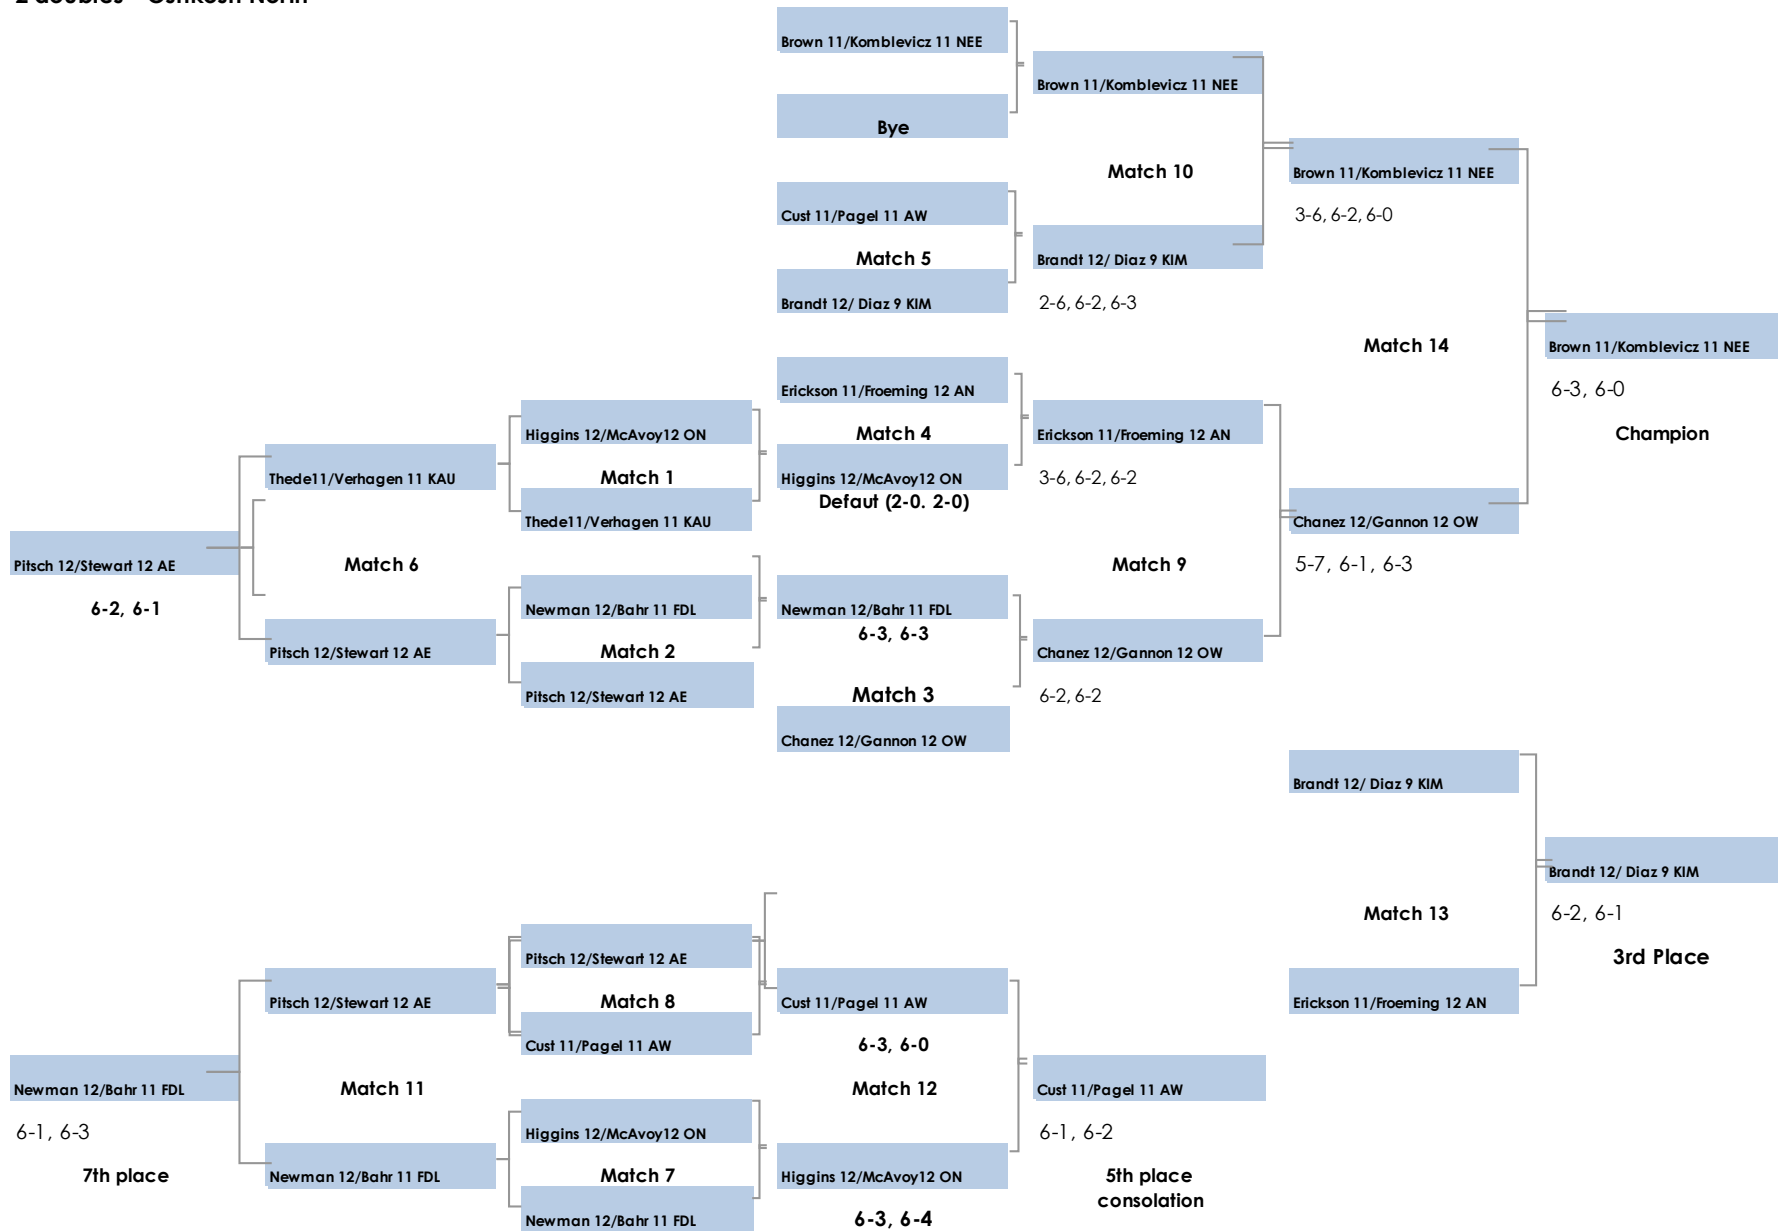 2 doubles - Oshkosh North
Brown 11/Komblevicz 11 NEE
Brown 11/Komblevicz 11 NEE
Bye
Match 10
Brown 11/Komblevicz 11 NEE
Cust 11/Pagel 11 AW
3-6, 6-2, 6-0
Match 5
Brandt 12/ Diaz 9 KIM
Brandt 12/ Diaz 9 KIM
2-6, 6-2, 6-3
Match 14
Brown 11/Komblevicz 11 NEE
Erickson 11/Froeming 12 AN
6-3, 6-0
Higgins 12/McAvoy12 ON
Match 4
Erickson 11/Froeming 12 AN
Champion
Thede11/Verhagen 11 KAU
Match 1
Higgins 12/McAvoy12 ON
3-6, 6-2, 6-2
Defaut (2-0. 2-0)
Thede11/Verhagen 11 KAU
Chanez 12/Gannon 12 OW
Pitsch 12/Stewart 12 AE
Match 6
Match 9
5-7, 6-1, 6-3
6-2, 6-1
Newman 12/Bahr 11 FDL
Newman 12/Bahr 11 FDL
6-3, 6-3
Pitsch 12/Stewart 12 AE
Match 2
Chanez 12/Gannon 12 OW
Pitsch 12/Stewart 12 AE
Match 3
6-2, 6-2
Chanez 12/Gannon 12 OW
Brandt 12/ Diaz 9 KIM
Brandt 12/ Diaz 9 KIM
Match 13
6-2, 6-1
3rd Place
Pitsch 12/Stewart 12 AE
Pitsch 12/Stewart 12 AE
Match 8
Cust 11/Pagel 11 AW
Erickson 11/Froeming 12 AN
Cust 11/Pagel 11 AW
6-3, 6-0
Newman 12/Bahr 11 FDL
Match 11
Match 12
Cust 11/Pagel 11 AW
6-1, 6-3
Higgins 12/McAvoy12 ON
6-1, 6-2
7th place
Newman 12/Bahr 11 FDL
Match 7
Higgins 12/McAvoy12 ON
5th place
consolation
Newman 12/Bahr 11 FDL
6-3, 6-4